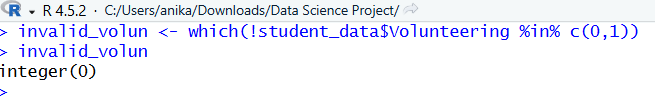 R 4.5.2 · C:/Users/anika/Downloads/Data Science Project/
> invalid_volun <- which(!student_data$Volunteering %in% c(0,1))
> invalid_volun
integer(0)
>